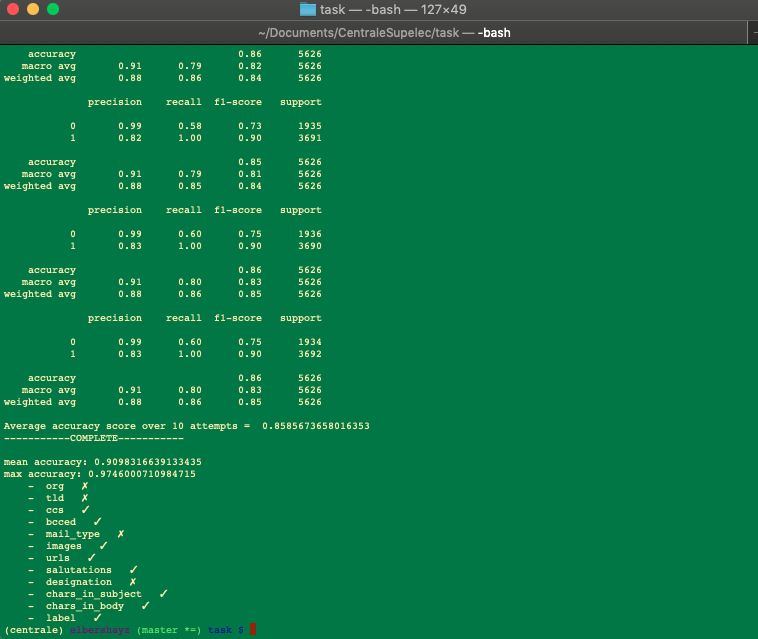 task — -bash — 127×49
~/Documents/CentraleSupelec/task — -bash
accuracy 0.86 5626
macro avg 0.91 0.79 0.82 5626
weighted avg 0.88 0.86 0.84 5626
precision recall f1-score support
0 0.99 0.58 0.73 1935
1 0.82 1.00 0.90 3691
accuracy 0.85 5626
macro avg 0.91 0.79 0.81 5626
weighted avg 0.88 0.85 0.84 5626
precision recall f1-score support
0 0.99 0.60 0.75 1936
1 0.83 1.00 0.90 3690
accuracy 0.86 5626
macro avg 0.91 0.80 0.83 5626
weighted avg 0.88 0.86 0.85 5626
precision recall f1-score support
0 0.99 0.60 0.75 1934
1 0.83 1.00 0.90 3692
accuracy 0.86 5626
macro avg 0.91 0.80 0.83 5626
weighted avg 0.88 0.86 0.85 5626
Average accuracy score over 10 attempts = 0.8585673658016353
-----------COMPLETE-----------
mean accuracy: 0.9098316639133435
max accuracy: 0.9746000710984715
- org ✗
- tld ✗
- ccs ✓
- bcced ✓
- mail_type ✗
- images ✓
- urls ✓
- salutations ✓
- designation ✗
- chars_in_subject ✓
- chars_in_body ✓
- label ✓
(centrale) elbershays (master *=) task $